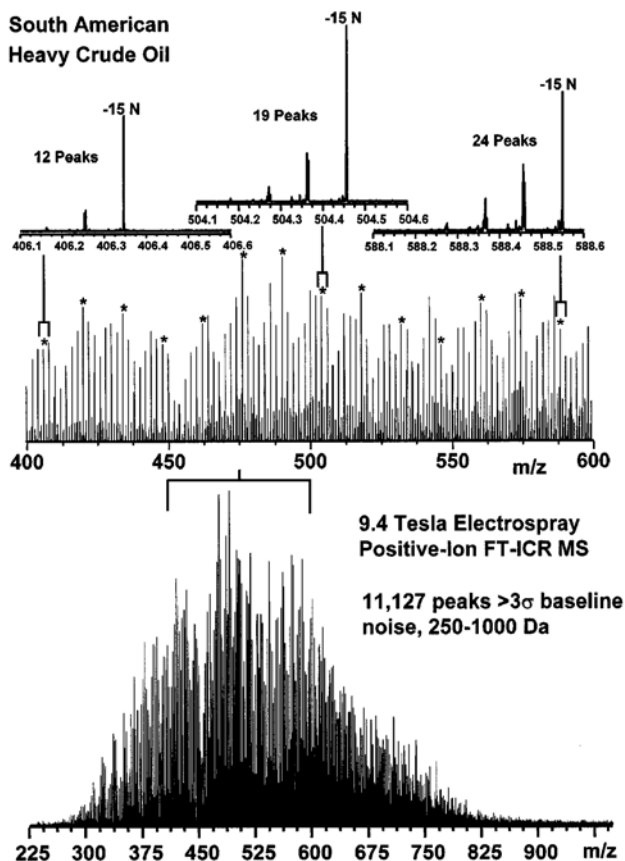 South American
Heavy Crude Oil
-15 N
-15 N
-15 N
12 Peaks
19 Peaks
24 Peaks
504.1 504.2 504.3 504.4 504.5 504.6
406.1 406.2 406.3 406.4 406.5 406.6
588.1 588.2 588.3 588.4 588.5 588.6
* * * * * * * * * * * * * *
400 450 500 550 600
m/z
9.4 Tesla Electrospray
Positive-Ion FT-ICR MS
11,127 peaks >3σ baseline
noise, 250-1000 Da
225 300 375 450 525 600 675 750 825 900 m/z